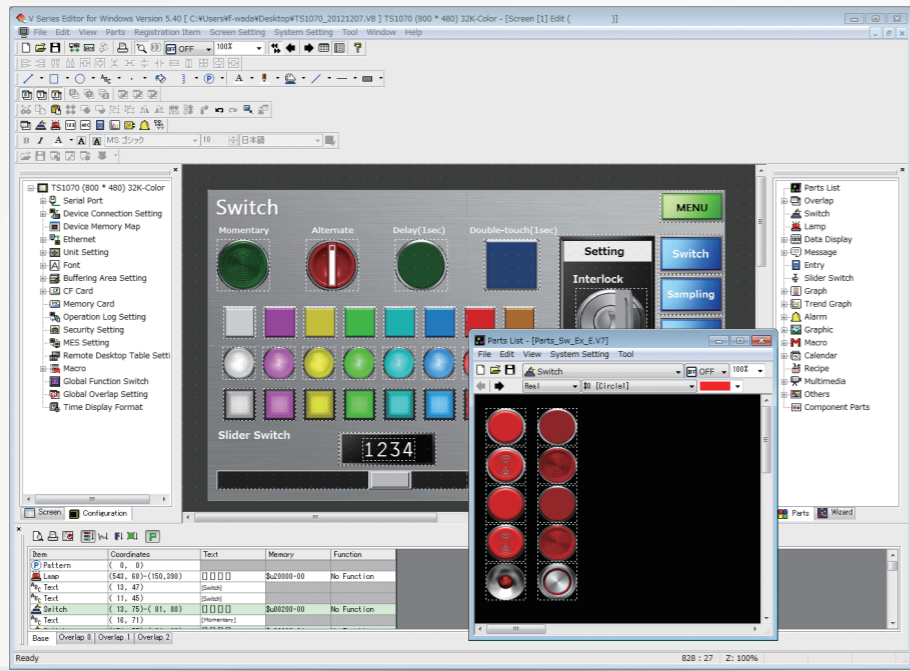 V Series Editor for Windows Version 5.40 [ C:¥Users¥f-wada¥Desktop¥TS1070_20121207.V8 ] TS1070 (800 * 480) 32K-Color - [Screen [1] Edit ( )]
File Edit View Parts Registration Item Screen Setting System Setting Tool Window Help
OFF 100%
A
B I A A A MS ゴシック 10 日本語
TS1070 (800 * 480) 32K-Color
Serial Port
Device Connection Setting
Device Memory Map
Ethernet
Unit Setting
Font
Buffering Area Setting
CF Card
Memory Card
Operation Log Setting
Security Setting
MES Setting
Remote Desktop Table Setti
Macro
Global Function Switch
Global Overlap Setting
Time Display Format
Screen Configuration
Switch
MENU
Momentary Alternate Delay(1sec) Double-touch(1sec)
Setting
Interlock
Switch
Sampling
Slider Switch
1234
Parts List - [Parts_Sw_Ex_E.V7]
File Edit View System Setting Tool
Switch OFF 100%
Real $8 [Circle1]
Parts List
Overlap
Switch
Lamp
Data Display
Message
Entry
Slider Switch
Graph
Trend Graph
Alarm
Graphic
Macro
Calendar
Recipe
Multimedia
Others
Component Parts
Parts Wizard
Item Coordinates Text Memory Function
Pattern ( 0, 0)
Lamp (543, 68)-(150,390) $u20000-00 No Function
Text ( 13, 47) [Switch]
Text ( 11, 45) [Switch]
Switch ( 13, 75)-( 81, 80) $u00200-00 No Function
Text ( 16, 71) [Momentary]
Base Overlap 0 Overlap 1 Overlap 2
Ready 828 : 27 Z: 100%